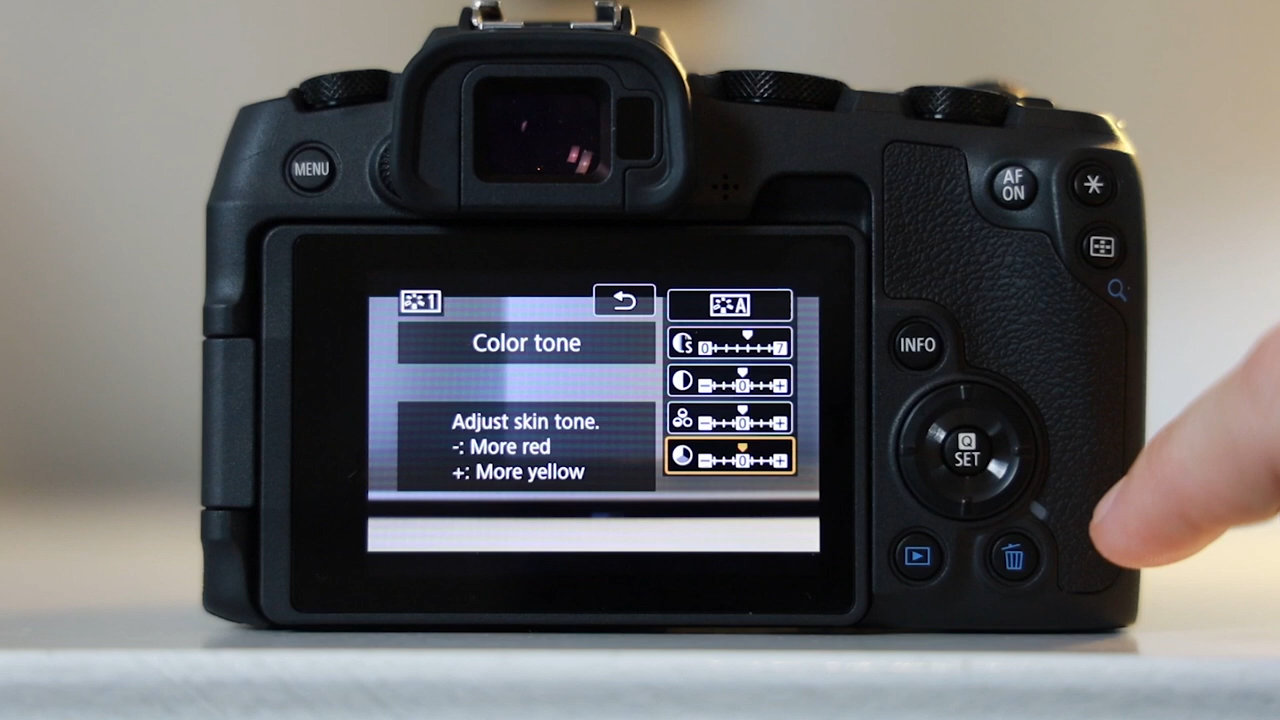 MENU
AF
ON
1
A
Color tone
S
0
7
INFO
0
Adjust skin tone.
-: More red
+: More yellow
0
0
Q
SET